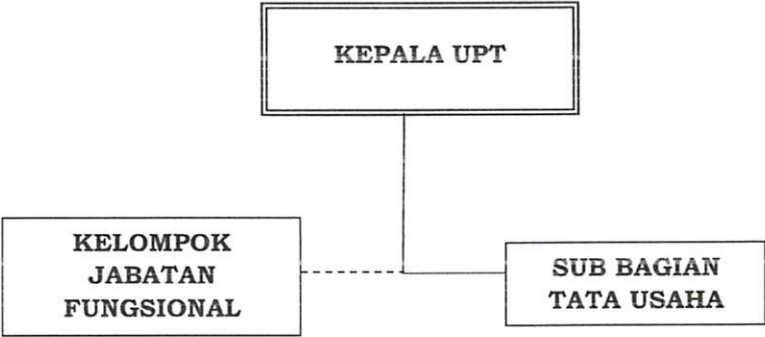 KEPALA UPT
KELOMPOK
JABATAN
FUNGSIONAL
SUB BAGIAN
TATA USAHA